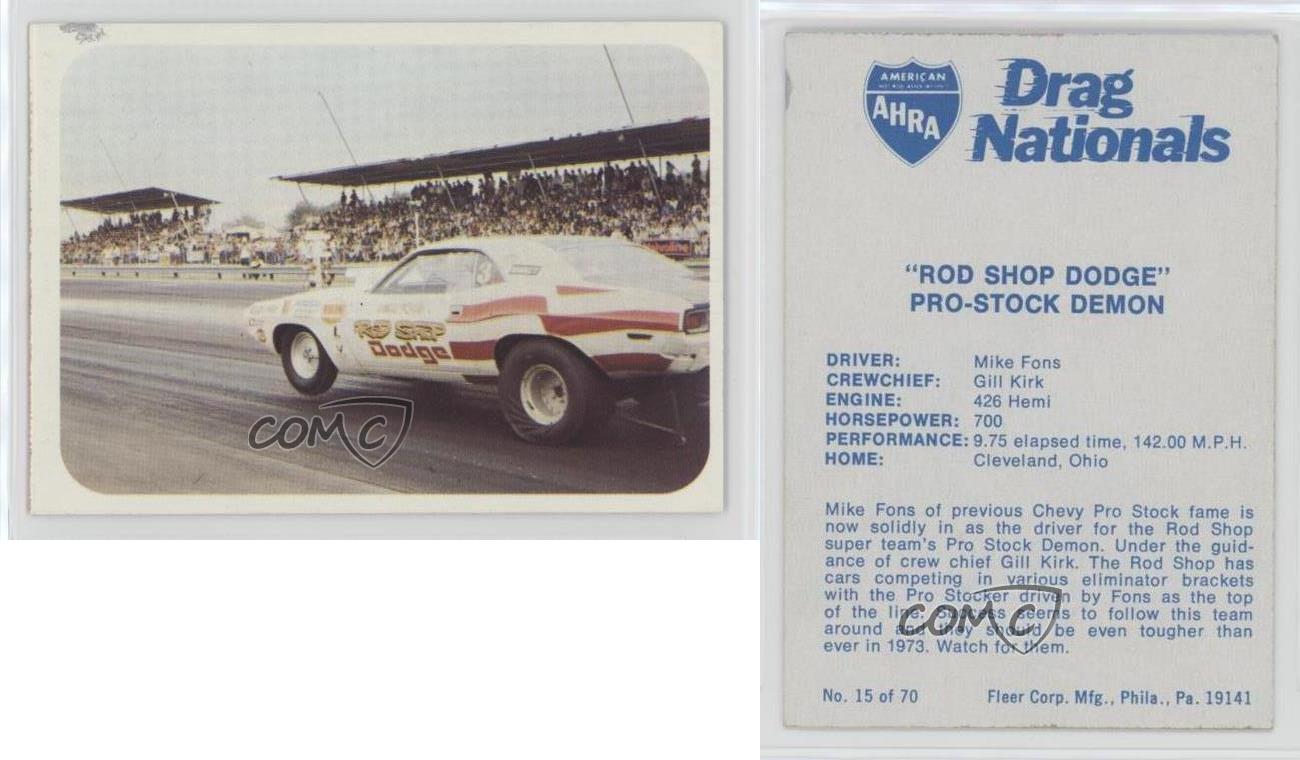 ROD SHOP
Dodge
COMC
AMERICAN
AHRA
Drag
Nationals
"ROD SHOP DODGE"
PRO-STOCK DEMON
DRIVER: Mike Fons
CREWCHIEF: Gill Kirk
ENGINE: 426 Hemi
HORSEPOWER: 700
PERFORMANCE: 9.75 elapsed time, 142.00 M.P.H.
HOME: Cleveland, Ohio
Mike Fons of previous Chevy Pro Stock fame is
now solidly in as the driver for the Rod Shop
super team's Pro Stock Demon. Under the guid-
ance of crew chief Gill Kirk. The Rod Shop has
cars competing in various eliminator brackets
with the Pro Stocker driven by Fons as the top
of the line. Success seems to follow this team
around and they should be even tougher than
ever in 1973. Watch for them.
COMC
No. 15 of 70 Fleer Corp. Mfg., Phila., Pa. 19141